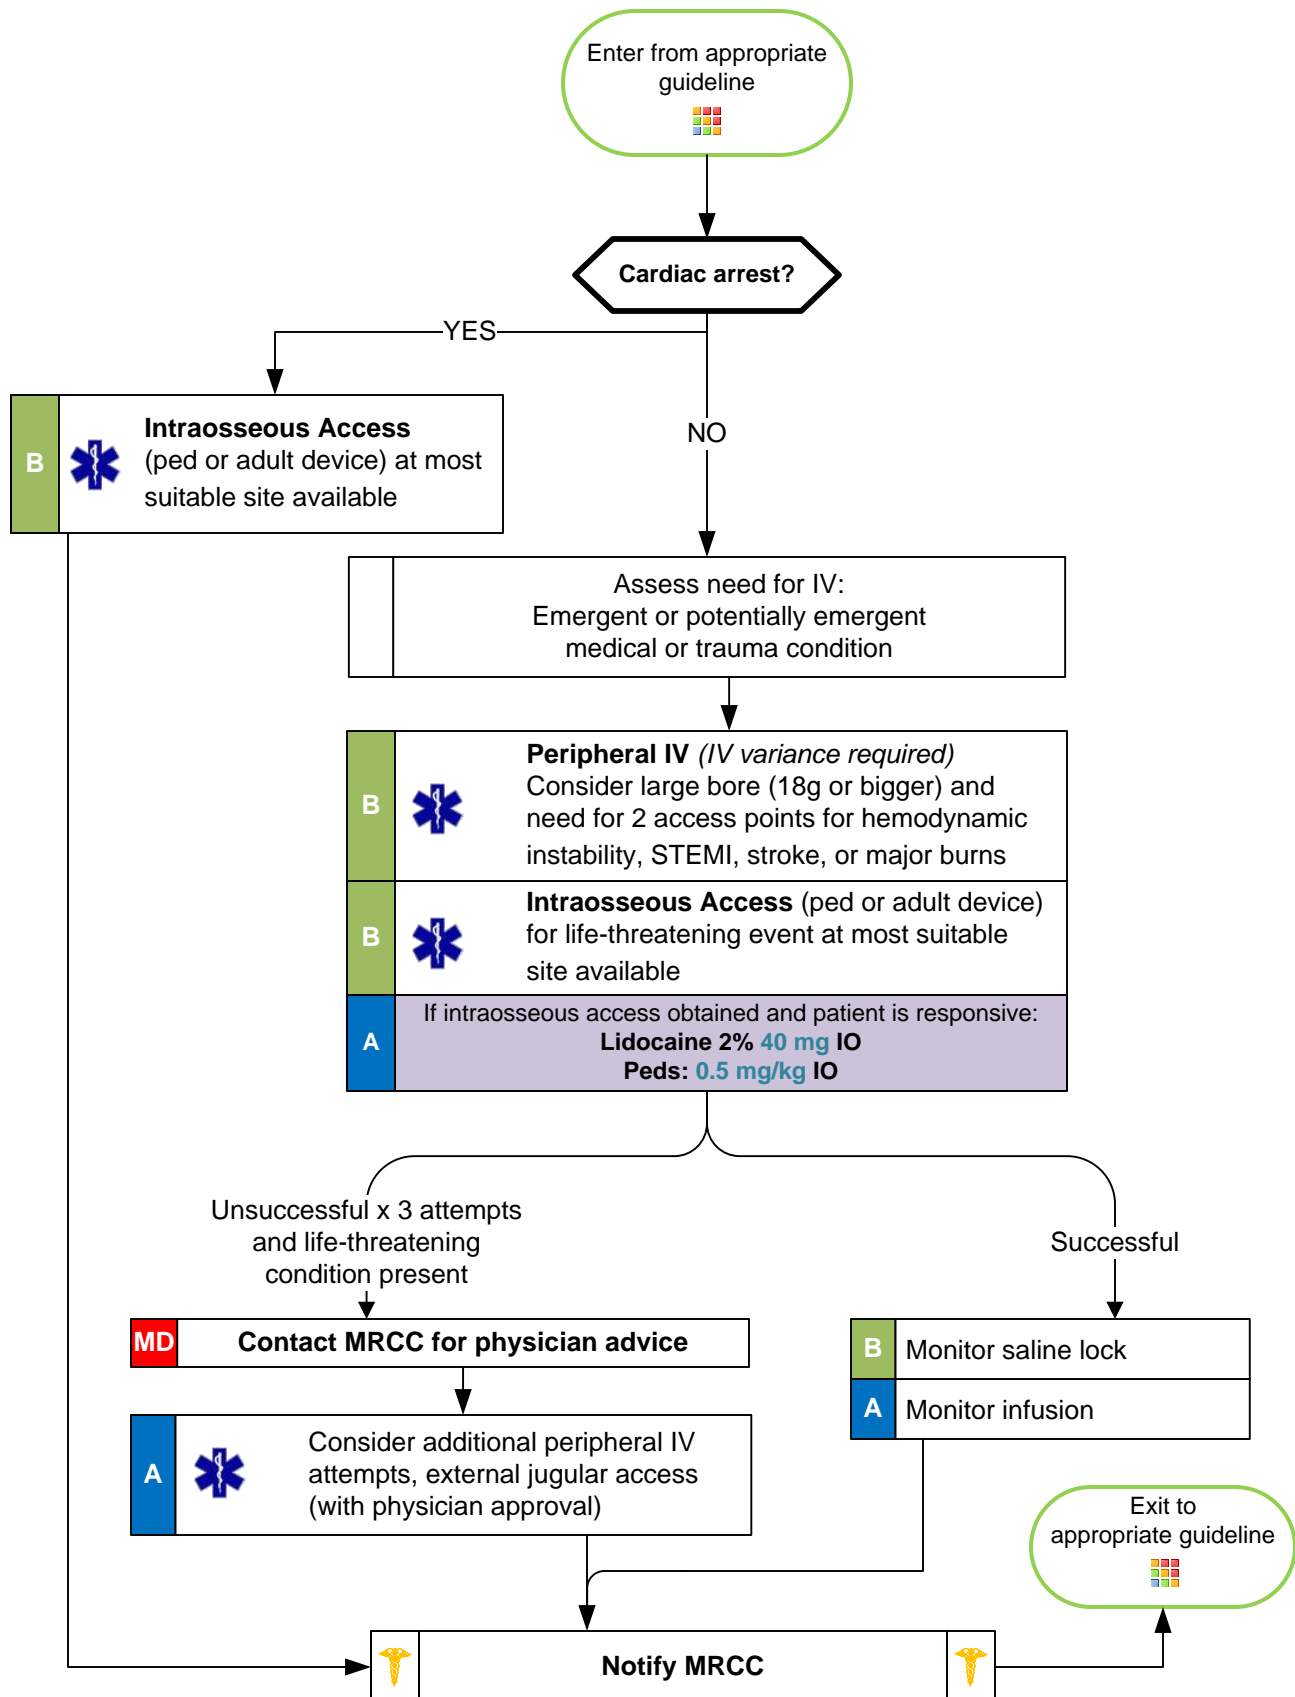 Enter from appropriate
guideline
Cardiac arrest?
YES
NO
B
Intraosseous Access
(ped or adult device) at most
suitable site available
Assess need for IV:
Emergent or potentially emergent
medical or trauma condition
B
Peripheral IV (IV variance required)
Consider large bore (18g or bigger) and
need for 2 access points for hemodynamic
instability, STEMI, stroke, or major burns
B
Intraosseous Access (ped or adult device)
for life-threatening event at most suitable
site available
A
If intraosseous access obtained and patient is responsive:
Lidocaine 2% 40 mg IO
Peds: 0.5 mg/kg IO
Unsuccessful x 3 attempts
and life-threatening
condition present
Successful
MD
Contact MRCC for physician advice
B
Monitor saline lock
A
Monitor infusion
A
Consider additional peripheral IV
attempts, external jugular access
(with physician approval)
Exit to
appropriate guideline
Notify MRCC